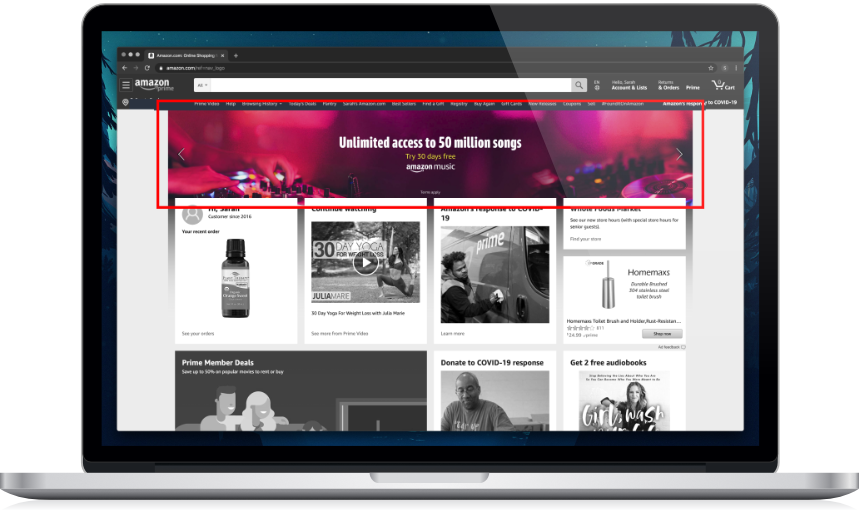 Amazon.com: Online Shopping
amazon.com/ref=nav_logo
amazon
prime
All
EN
Hello, Sarah
Account & Lists
Returns
& Orders
Prime
Cart
Prime Video Help Browsing History Today's Deals Pantry Sarah's Amazon.com Best Sellers Find a Gift Registry Buy Again Gift Cards New Releases Coupons Sell
Amazon's response to COVID-19
Unlimited access to 50 million songs
Try 30 days free
amazon music
Terms apply
Hi, Sarah
Customer since 2016
Your recent order
See your orders
Continue watching
30 DAY YOGA
FOR WEIGHT LOSS
JULIAMARIE
30 Day Yoga For Weight Loss with Julia Marie
See more from Prime Video
Amazon's response to COVID-
19
prime
Learn more
Whole Foods Market
See our new store hours (with special store hours for
senior guests).
Find your store
Homemaxs
Durable Brushed
304 stainless steel
toilet brush
Homemaxs Toilet Brush and Holder,Rust-Resistan...
Shop now
Ad feedback
Prime Member Deals
Save up to 50% on popular movies to rent or buy
Donate to COVID-19 response
Get 2 free audiobooks
Girl, wash